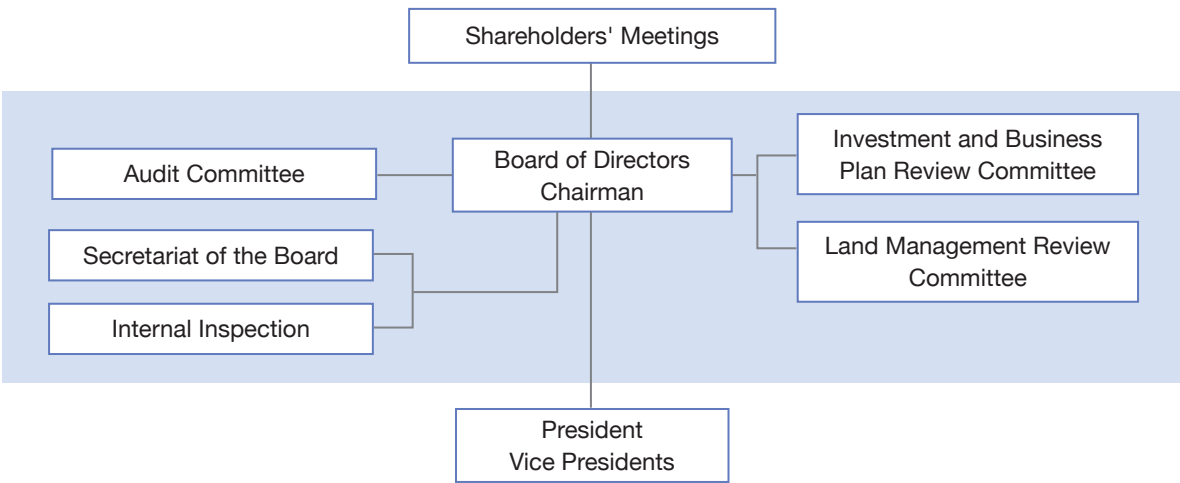 Shareholders' Meetings
Board of Directors
Chairman
Audit Committee
Secretariat of the Board
Internal Inspection
Investment and Business
Plan Review Committee
Land Management Review
Committee
President
Vice Presidents